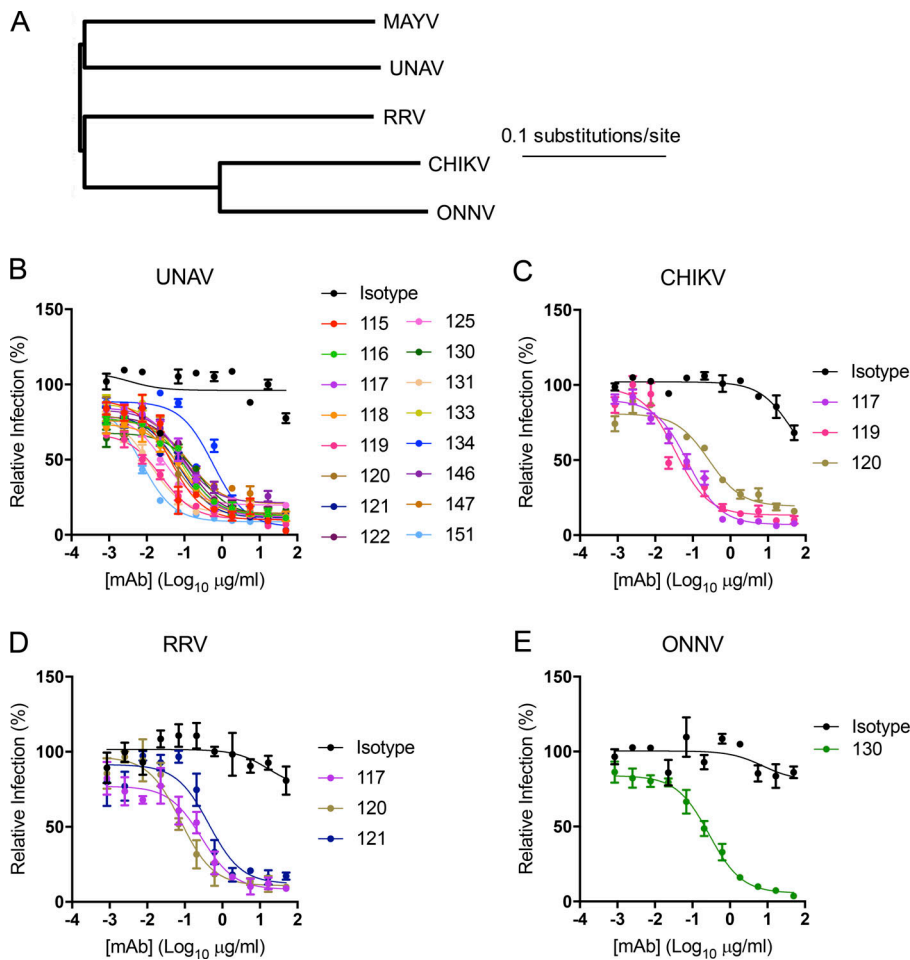 A
MAYV
UNAV
RRV
CHIKV
ONNV
0.1 substitutions/site
B
UNAV
Relative Infection (%)
150
100
50
0
-4 -3 -2 -1 0 1 2
[mAb] (Log10 µg/ml)
Isotype
115 125
116 130
117 131
118 133
119 134
120 146
121 147
122 151
C
CHIKV
Relative Infection (%)
150
100
50
0
-4 -3 -2 -1 0 1 2
[mAb] (Log10 µg/ml)
Isotype
117
119
120
D
RRV
Relative Infection (%)
150
100
50
0
-4 -3 -2 -1 0 1 2
[mAb] (Log10 µg/ml)
Isotype
117
120
121
E
ONNV
Relative Infection (%)
150
100
50
0
-4 -3 -2 -1 0 1 2
[mAb] (Log10 µg/ml)
Isotype
130